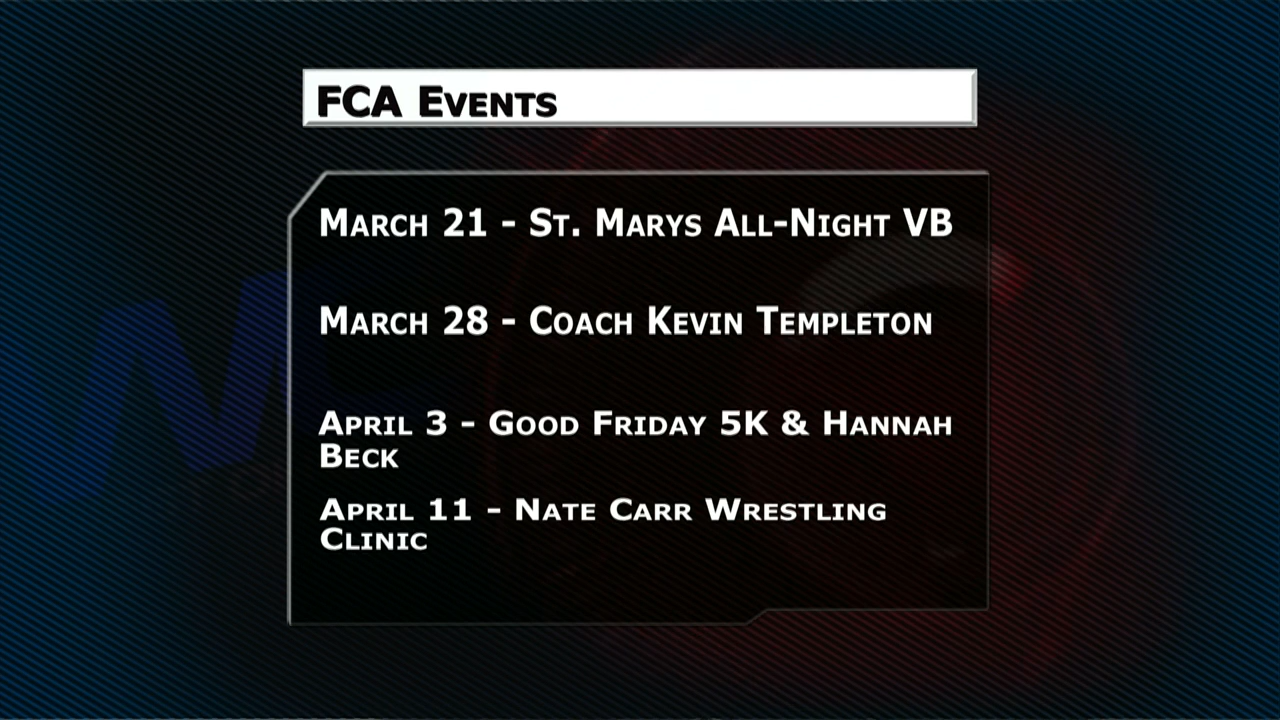 FCA Events
March 21 - St. Marys All-Night VB
March 28 - Coach Kevin Templeton
April 3 - Good Friday 5K & Hannah
Beck
April 11 - Nate Carr Wrestling
Clinic